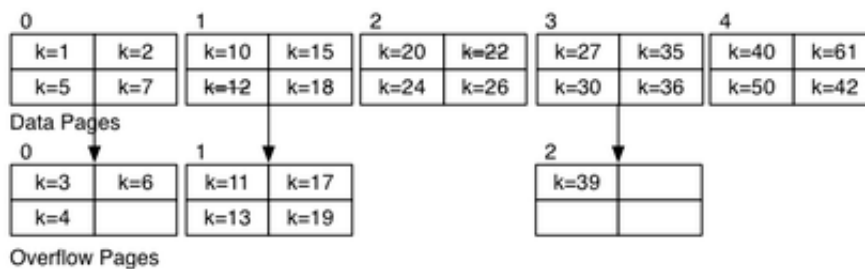 0 1 2 3 4
k=1 k=2 k=10 k=15 k=20 k=22 k=27 k=35 k=40 k=61
k=5 k=7 k=12 k=18 k=24 k=26 k=30 k=36 k=50 k=42
Data Pages
0 1 2
k=3 k=6 k=11 k=17 k=39
k=4 k=13 k=19
Overflow Pages